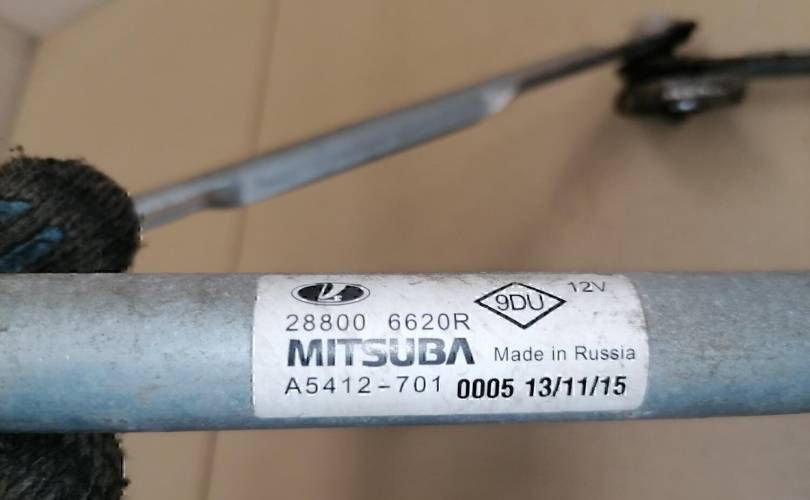 9DU 12V
28800 6620R
MITSUBA Made in Russia
A5412-701 0005 13/11/15